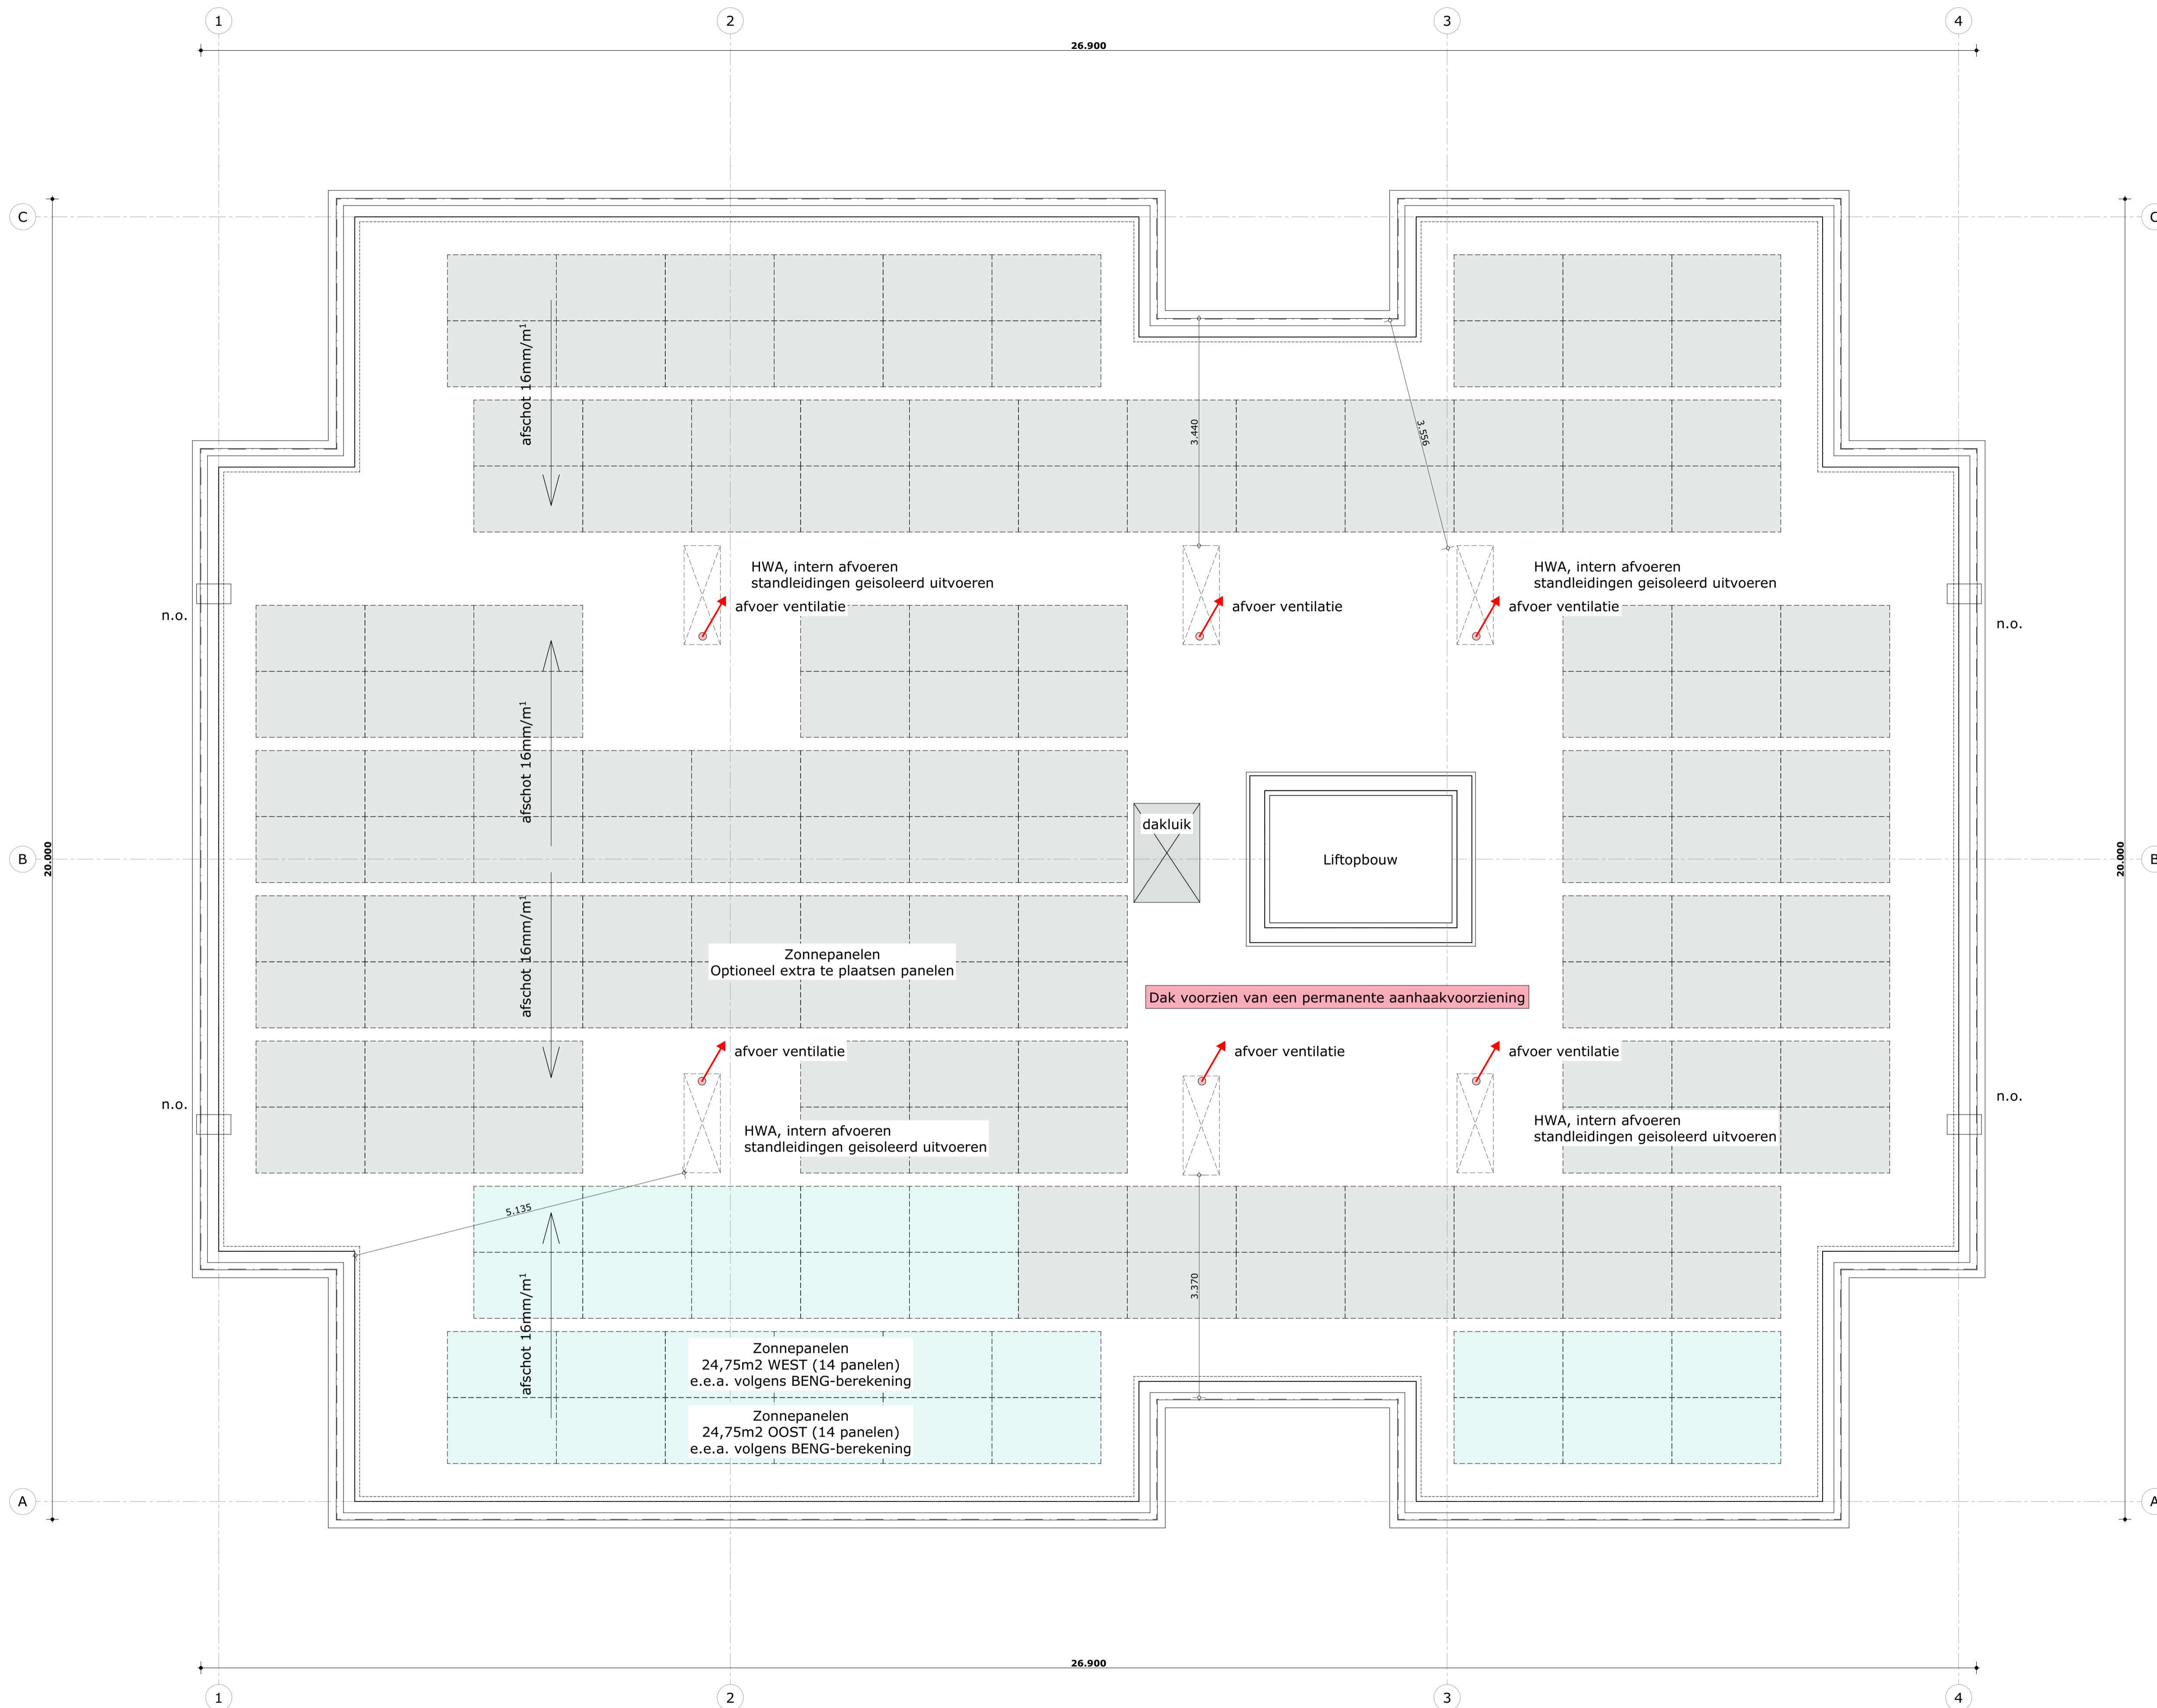 1
2
3
4
26.900
C
C
afschot 16mm/m¹
3.440
3.556
HWA, intern afvoeren
standleidingen geisoleerd uitvoeren
afvoer ventilatie
afvoer ventilatie
HWA, intern afvoeren
standleidingen geisoleerd uitvoeren
afvoer ventilatie
n.o.
n.o.
afschot 16mm/m¹
dakluik
Liftopbouw
B
20.000
20.000
B
afschot 16mm/m¹
Zonnepanelen
Optioneel extra te plaatsen panelen
Dak voorzien van een permanente aanhaakvoorziening
afvoer ventilatie
afvoer ventilatie
afvoer ventilatie
n.o.
n.o.
HWA, intern afvoeren
standleidingen geisoleerd uitvoeren
HWA, intern afvoeren
standleidingen geisoleerd uitvoeren
5.135
3.370
afschot 16mm/m¹
Zonnepanelen
24,75m2 WEST (14 panelen)
e.e.a. volgens BENG-berekening
Zonnepanelen
24,75m2 OOST (14 panelen)
e.e.a. volgens BENG-berekening
A
A
26.900
1
2
3
4